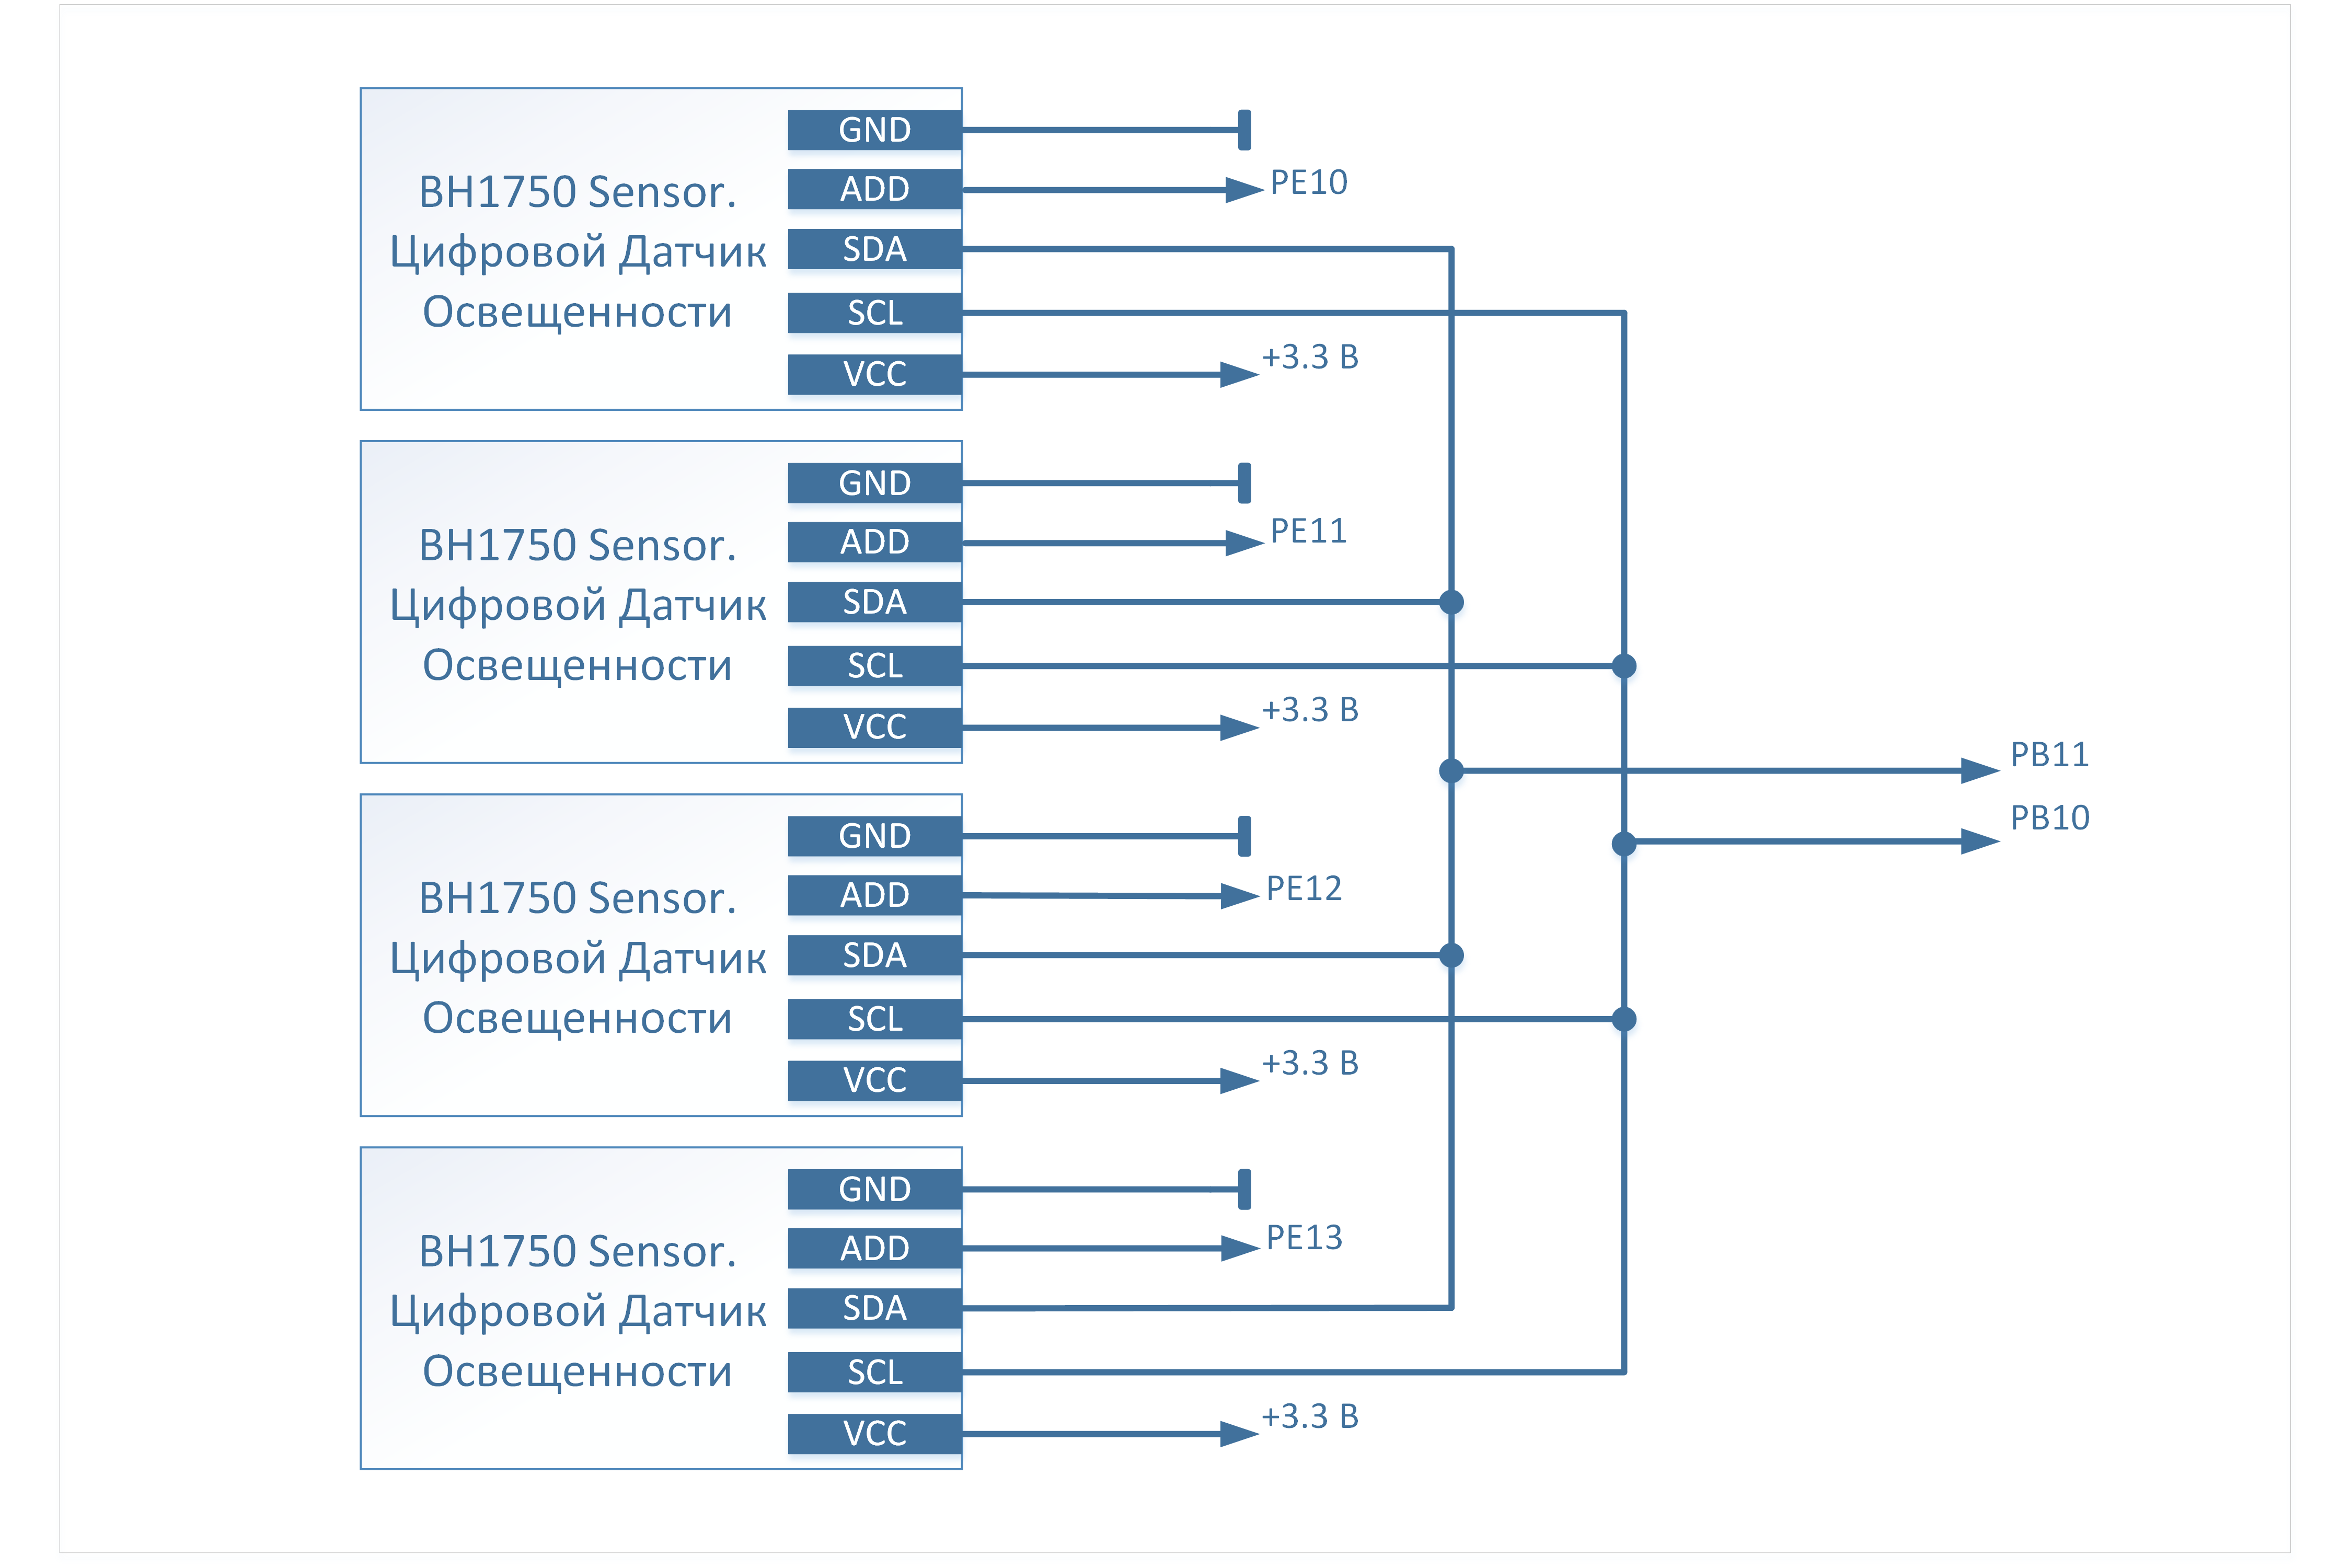 BH1750 Sensor.
Цифровой Датчик
Освещенности
GND
ADD
PE10
SDA
SCL
VCC
+3.3 В
BH1750 Sensor.
Цифровой Датчик
Освещенности
GND
ADD
PE11
SDA
SCL
VCC
+3.3 В
BH1750 Sensor.
Цифровой Датчик
Освещенности
GND
ADD
PE12
SDA
SCL
VCC
+3.3 В
BH1750 Sensor.
Цифровой Датчик
Освещенности
GND
ADD
PE13
SDA
SCL
VCC
+3.3 В
PB11
PB10